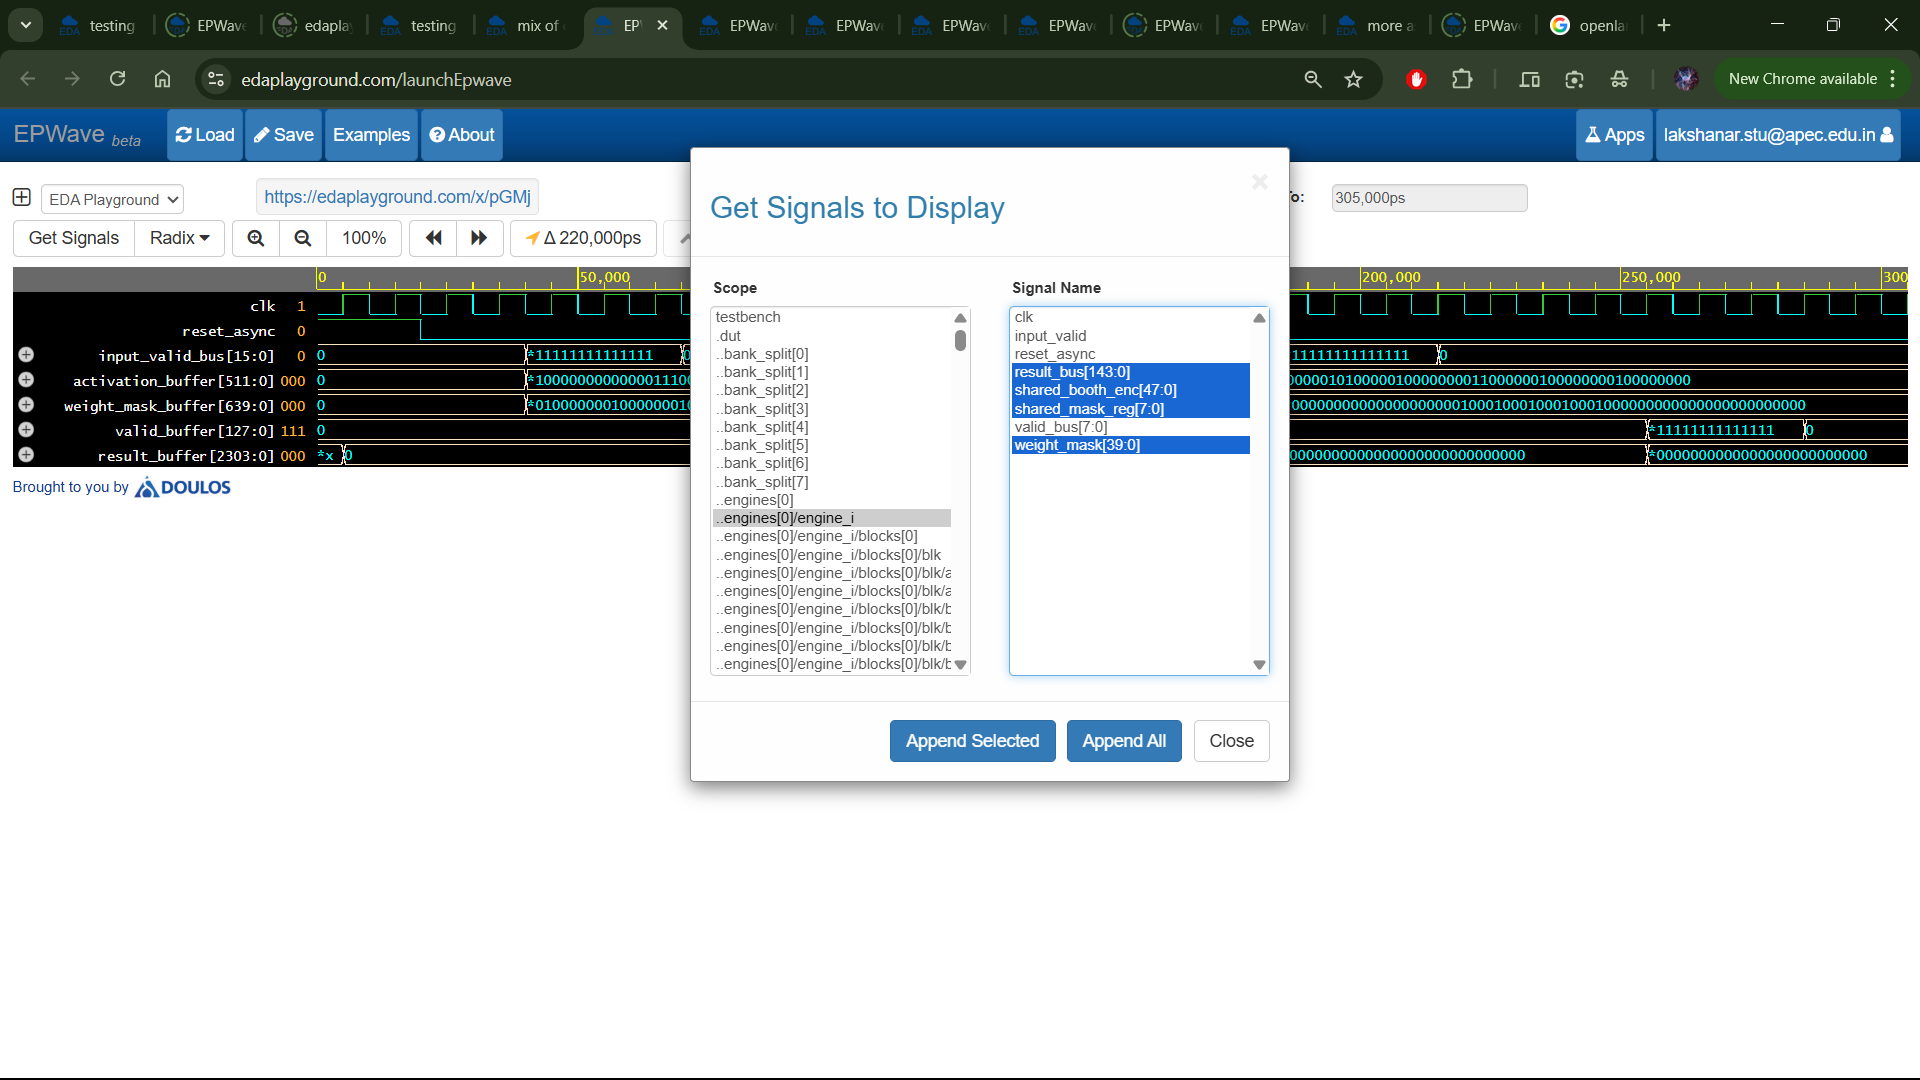 testing
EPWave
edapla
testing
mix of
EP
EPWave
EPWave
EPWave
EPWave
EPWave
EPWave
more a
EPWave
openla
edaplayground.com/launchEpwave
New Chrome available
EPWave beta
Load
Save
Examples
About
Apps
lakshanar.stu@apec.edu.in
EDA Playground
https://edaplayground.com/x/pGMj
To:
305,000ps
Get Signals
Radix
100%
Δ 220,000ps
0
50,000
200,000
250,000
300
clk 1
reset_async 0
input_valid_bus[15:0] 0 0 *11111111111111 0 11111111111111 0
activation_buffer[511:0] 000 0 *1000000000000011100 0000010100000100000000011000000100000000100000000
weight_mask_buffer[639:0] 000 0
valid_buffer[127:0] 111 0 *11111111111111 0
result_buffer[2303:0] 000 *x 0
Brought to you by DOULOS
Get Signals to Display
Scope
testbench
.dut
..bank_split[0]
..bank_split[1]
..bank_split[2]
..bank_split[3]
..bank_split[4]
..bank_split[5]
..bank_split[6]
..bank_split[7]
..engines[0]
..engines[0]/engine_i
..engines[0]/engine_i/blocks[0]
..engines[0]/engine_i/blocks[0]/blk
..engines[0]/engine_i/blocks[0]/blk/a
..engines[0]/engine_i/blocks[0]/blk/a
..engines[0]/engine_i/blocks[0]/blk/b
..engines[0]/engine_i/blocks[0]/blk/b
..engines[0]/engine_i/blocks[0]/blk/b
..engines[0]/engine_i/blocks[0]/blk/b
Signal Name
clk
input_valid
reset_async
result_bus[143:0]
shared_booth_enc[47:0]
shared_mask_reg[7:0]
valid_bus[7:0]
weight_mask[39:0]
Append Selected
Append All
Close